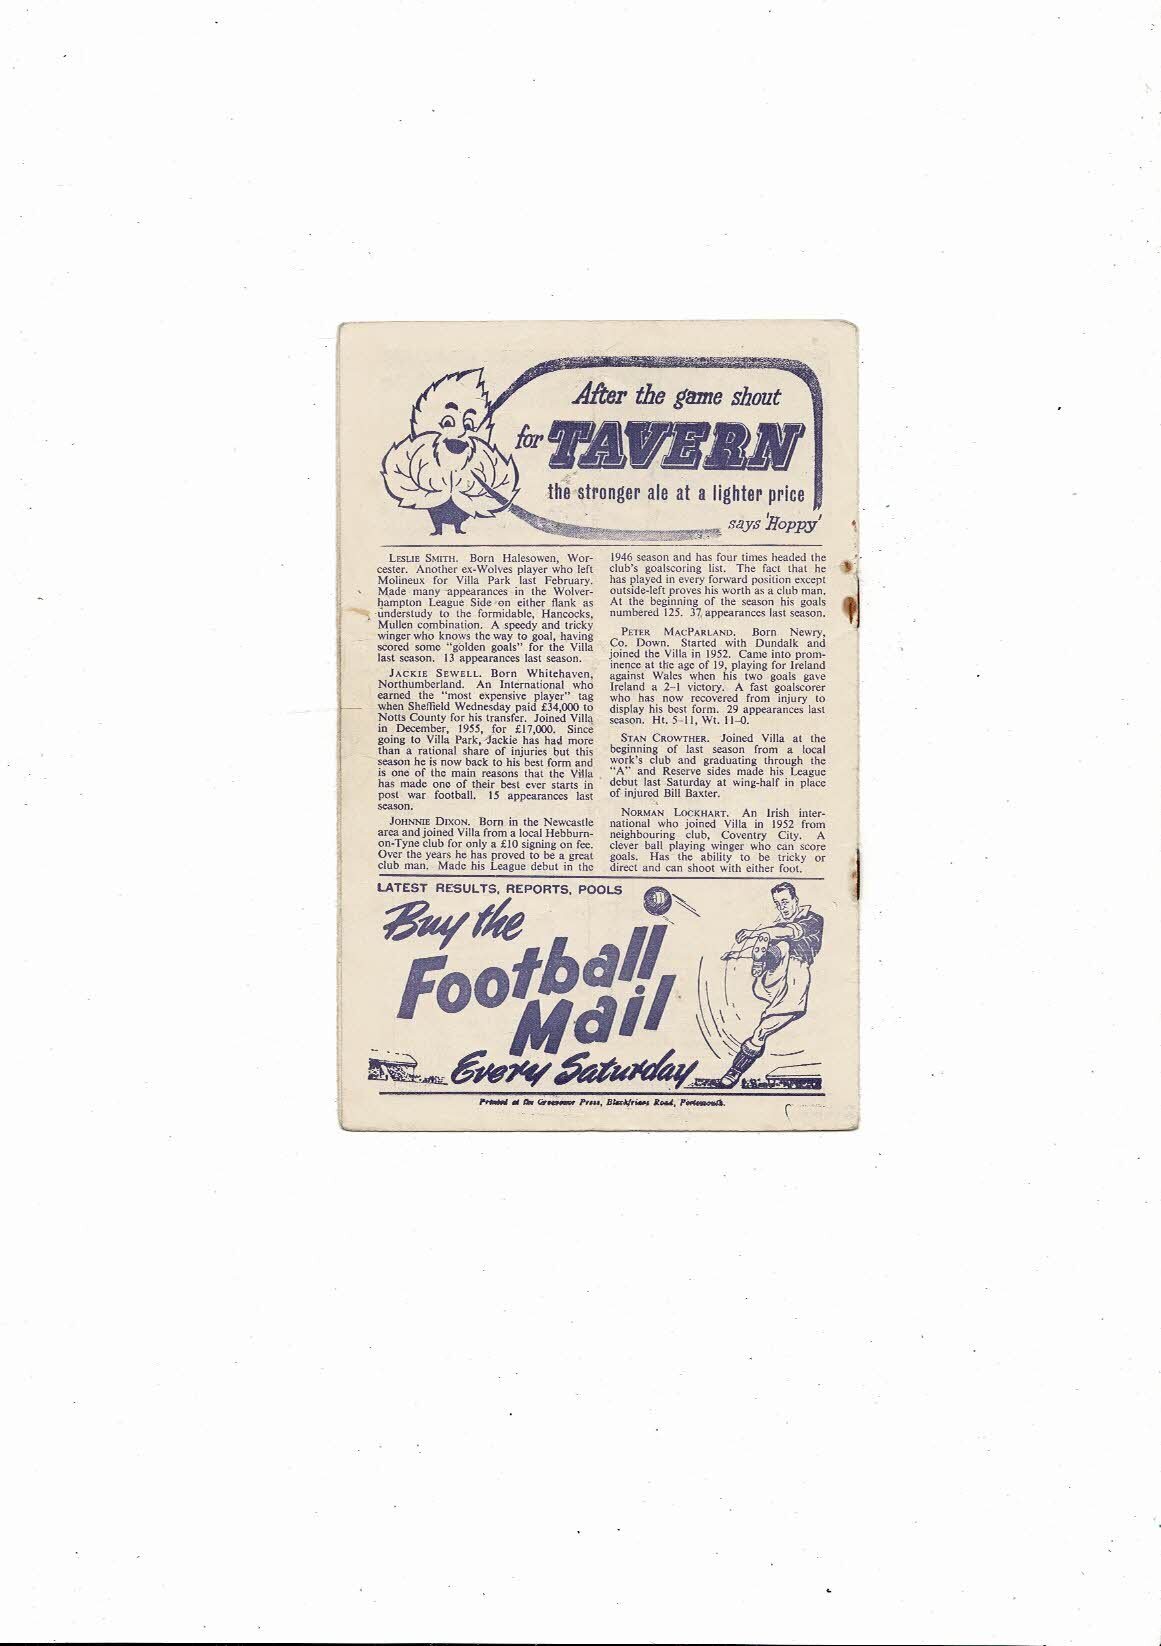 After the game shout
for TAVERN
the stronger ale at a lighter price
says 'Hoppy'
LESLIE SMITH. Born Halesowen, Wor-
cester. Another ex-Wolves player who left
Molineux for Villa Park last February.
Made many appearances in the Wolver-
hampton League Side on either flank as
understudy to the formidable, Hancocks,
Mullen combination. A speedy and tricky
winger who knows the way to goal, having
scored some "golden goals" for the Villa
last season. 13 appearances last season.
JACKIE SEWELL. Born Whitehaven,
Northumberland. An International who
earned the "most expensive player" tag
when Sheffield Wednesday paid £34,000 to
Notts County for his transfer. Joined Villa
in December, 1955, for £17,000. Since
going to Villa Park, Jackie has had more
than a rational share of injuries but this
season he is now back to his best form and
is one of the main reasons that the Villa
has made one of their best ever starts in
post war football. 15 appearances last
season.
JOHNNIE DIXON. Born in the Newcastle
area and joined Villa from a local Hebburn-
on-Tyne club for only a £10 signing on fee.
Over the years he has proved to be a great
club man. Made his League debut in the
1946 season and has four times headed the
club's goalscoring list. The fact that he
has played in every forward position except
outside-left proves his worth as a club man.
At the beginning of the season his goals
numbered 125. 37 appearances last season.
PETER MACPARLAND. Born Newry,
Co. Down. Started with Dundalk and
joined the Villa in 1952. Came into prom-
inence at the age of 19, playing for Ireland
against Wales when his two goals gave
Ireland a 2-1 victory. A fast goalscorer
who has now recovered from injury to
display his best form. 29 appearances last
season. Ht. 5-11, Wt. 11-0.
STAN CROWTHER. Joined Villa at the
beginning of last season from a local
work's club and graduating through the
"A" and Reserve sides made his League
debut last Saturday at wing-half in place
of injured Bill Baxter.
NORMAN LOCKHART. An Irish inter-
national who joined Villa in 1952 from
neighbouring club, Coventry City. A
clever ball playing winger who can score
goals. Has the ability to be tricky or
direct and can shoot with either foot.
LATEST RESULTS, REPORTS, POOLS
Buy the
Football
Mail
Every Saturday
Printed at the Grosvenor Press, Blackfriars Road, Portsmouth.